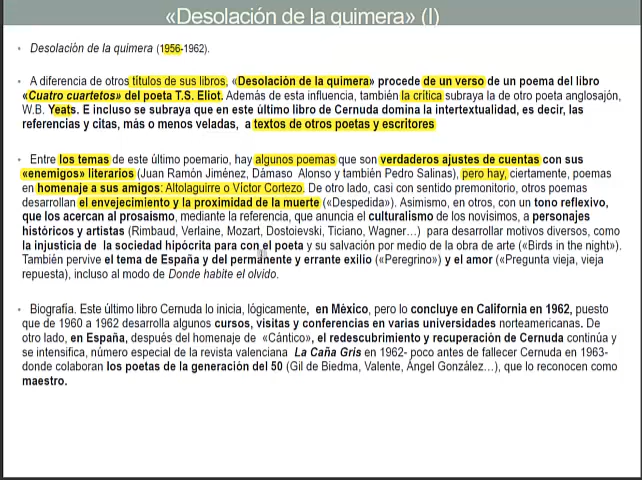 «Desolación de la quimera» (I)
• Desolación de la quimera (1956-1962).
• A diferencia de otros títulos de sus libros, «Desolación de la quimera» procede de un verso de un poema del libro
«Cuatro cuartetos» del poeta T.S. Eliot. Además de esta influencia, también la crítica subraya la de otro poeta anglosajón,
W.B. Yeats. E incluso se subraya que en este último libro de Cernuda domina la intertextualidad, es decir, las
referencias y citas, más o menos veladas, a textos de otros poetas y escritores
• Entre los temas de este último poemario, hay algunos poemas que son verdaderos ajustes de cuentas con sus
«enemigos» literarios (Juan Ramón Jiménez, Dámaso Alonso y también Pedro Salinas), pero hay, ciertamente, poemas
en homenaje a sus amigos: Altolaguirre o Víctor Cortezo. De otro lado, casi con sentido premonitorio, otros poemas
desarrollan el envejecimiento y la proximidad de la muerte («Despedida»). Asimismo, en otros, con un tono reflexivo,
que los acercan al prosaísmo, mediante la referencia, que anuncia el culturalismo de los novísimos, a personajes
históricos y artistas (Rimbaud, Verlaine, Mozart, Dostoievski, Ticiano, Wagner...) para desarrollar motivos diversos, como
la injusticia de la sociedad hipócrita para con el poeta y su salvación por medio de la obra de arte («Birds in the night»).
También pervive el tema de España y del permanente y errante exilio («Peregrino») y el amor («Pregunta vieja, vieja
repuesta), incluso al modo de Donde habite el olvido.
• Biografía. Este último libro Cernuda lo inicia, lógicamente, en México, pero lo concluye en California en 1962, puesto
que de 1960 a 1962 desarrolla algunos cursos, visitas y conferencias en varias universidades norteamericanas. De
otro lado, en España, después del homenaje de «Cántico», el redescubrimiento y recuperación de Cernuda continúa y
se intensifica, número especial de la revista valenciana La Caña Gris en 1962- poco antes de fallecer Cernuda en 1963-
donde colaboran los poetas de la generación del 50 (Gil de Biedma, Valente, Ángel González...), que lo reconocen como
maestro.